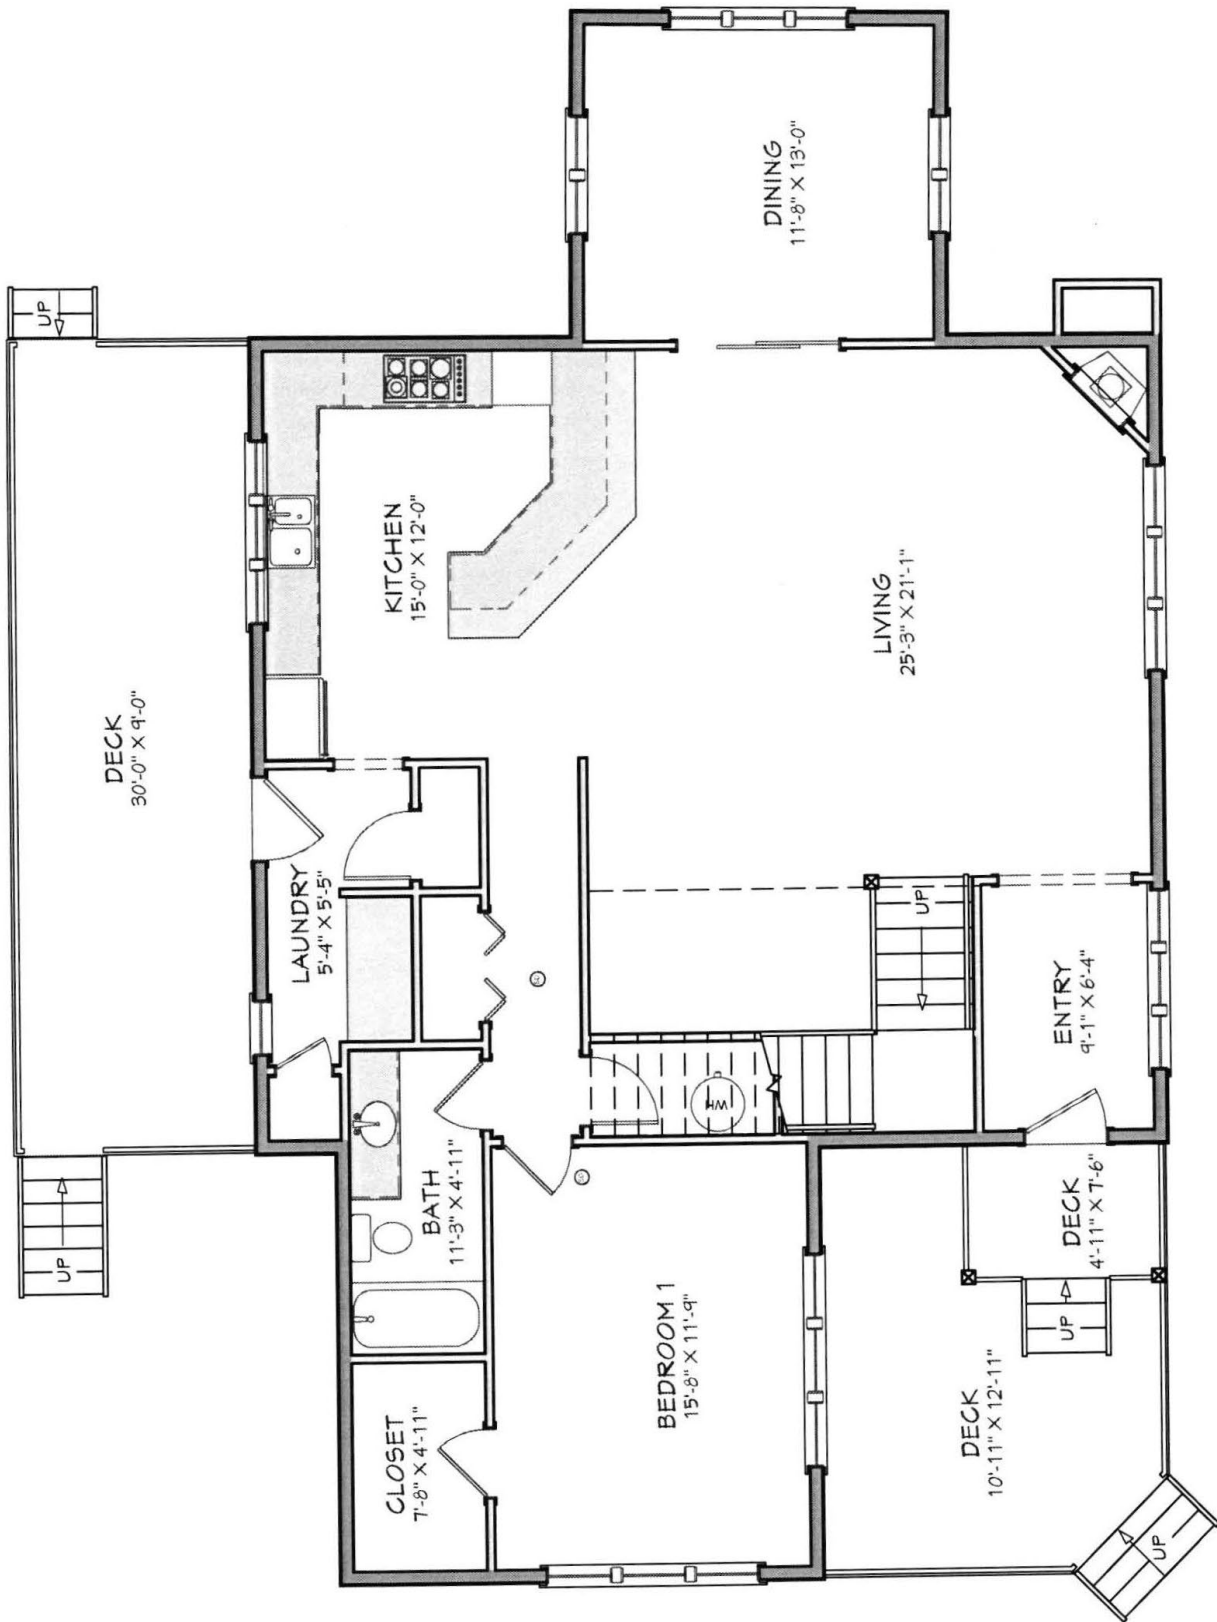 UP
UP
DECK
30'-0" X 9'-0"
LAUNDRY
5'-4" X 5'-5"
CLOSET
7'-8" X 4'-11"
BATH
11'-3" X 4'-11"
KITCHEN
15'-0" X 12'-0"
BEDROOM 1
15'-8" X 11'-9"
WH
DINING
11'-8" X 13'-0"
LIVING
25'-3" X 21'-1"
UP
DECK
10'-11" X 12'-11"
UP
DECK
4'-11" X 7'-6"
ENTRY
9'-1" X 6'-4"
UP